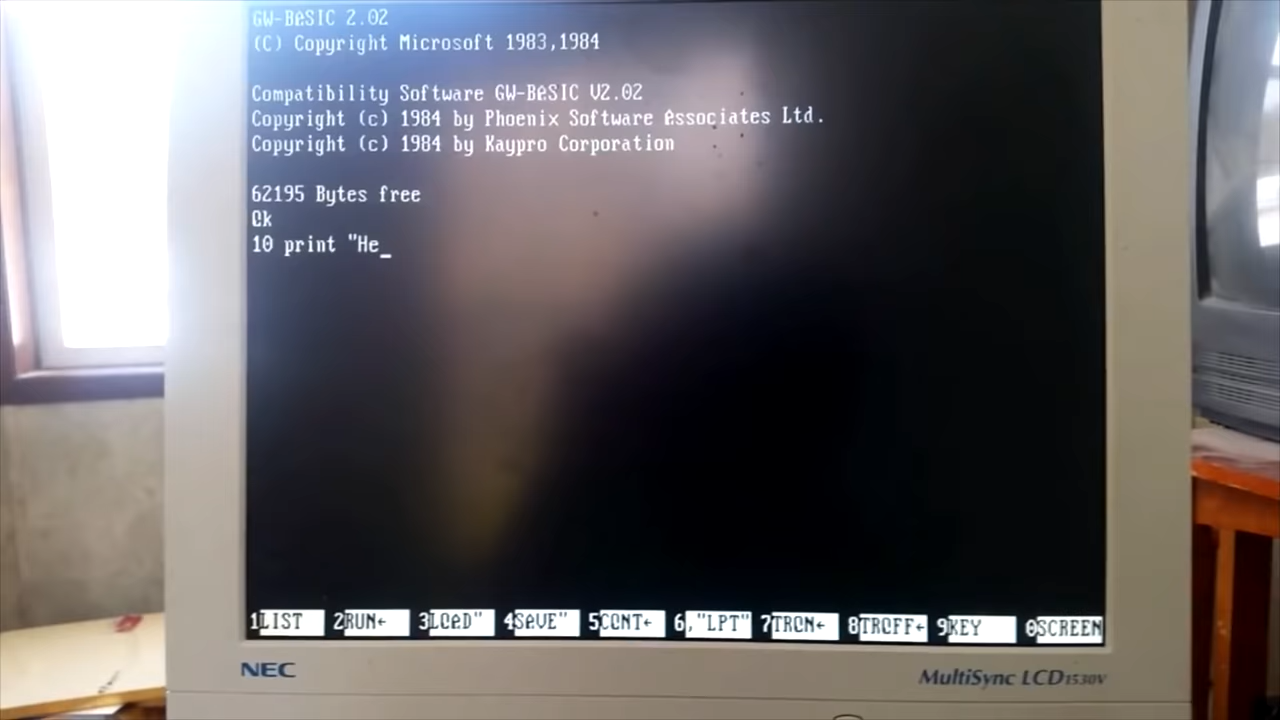 GW-BASIC 2.02
(C) Copyright Microsoft 1983,1984
Compatibility Software GW-BASIC V2.02
Copyright (c) 1984 by Phoenix Software Associates Ltd.
Copyright (c) 1984 by Kaypro Corporation
62195 Bytes free
Ok
10 print "He_
1LIST 2RUN← 3LOAD" 4SAVE" 5CONT← 6,"LPT" 7TRON← 8TROFF← 9KEY 0SCREEN
NEC MultiSync LCD1530V